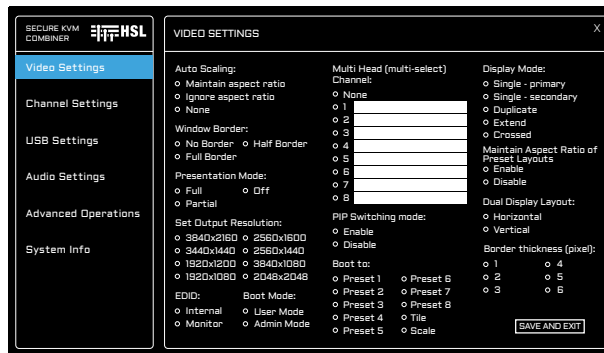 SECURE KVM
COMBINER
HSL
VIDEO SETTINGS
X
Video Settings
Channel Settings
USB Settings
Audio Settings
Advanced Operations
System Info
Auto Scaling:
Maintain aspect ratio
Ignore aspect ratio
None
Window Border:
No Border Half Border
Full Border
Presentation Mode:
Full Off
Partial
Set Output Resolution:
3840x2160 2560x1600
3440x1440 2560x1440
1920x1200 3840x1080
1920x1080 2048x2048
EDID: Boot Mode:
Internal User Mode
Monitor Admin Mode
Multi Head (multi-select)
Channel:
None
1
2
3
4
5
6
7
8
PIP Switching mode:
Enable
Disable
Boot to:
Preset 1 Preset 6
Preset 2 Preset 7
Preset 3 Preset 8
Preset 4 Tile
Preset 5 Scale
Display Mode:
Single - primary
Single - secondary
Duplicate
Extend
Crossed
Maintain Aspect Ratio of
Preset Layouts
Enable
Disable
Dual Display Layout:
Horizontal
Vertical
Border thickness (pixel):
1 4
2 5
3 6
SAVE AND EXIT